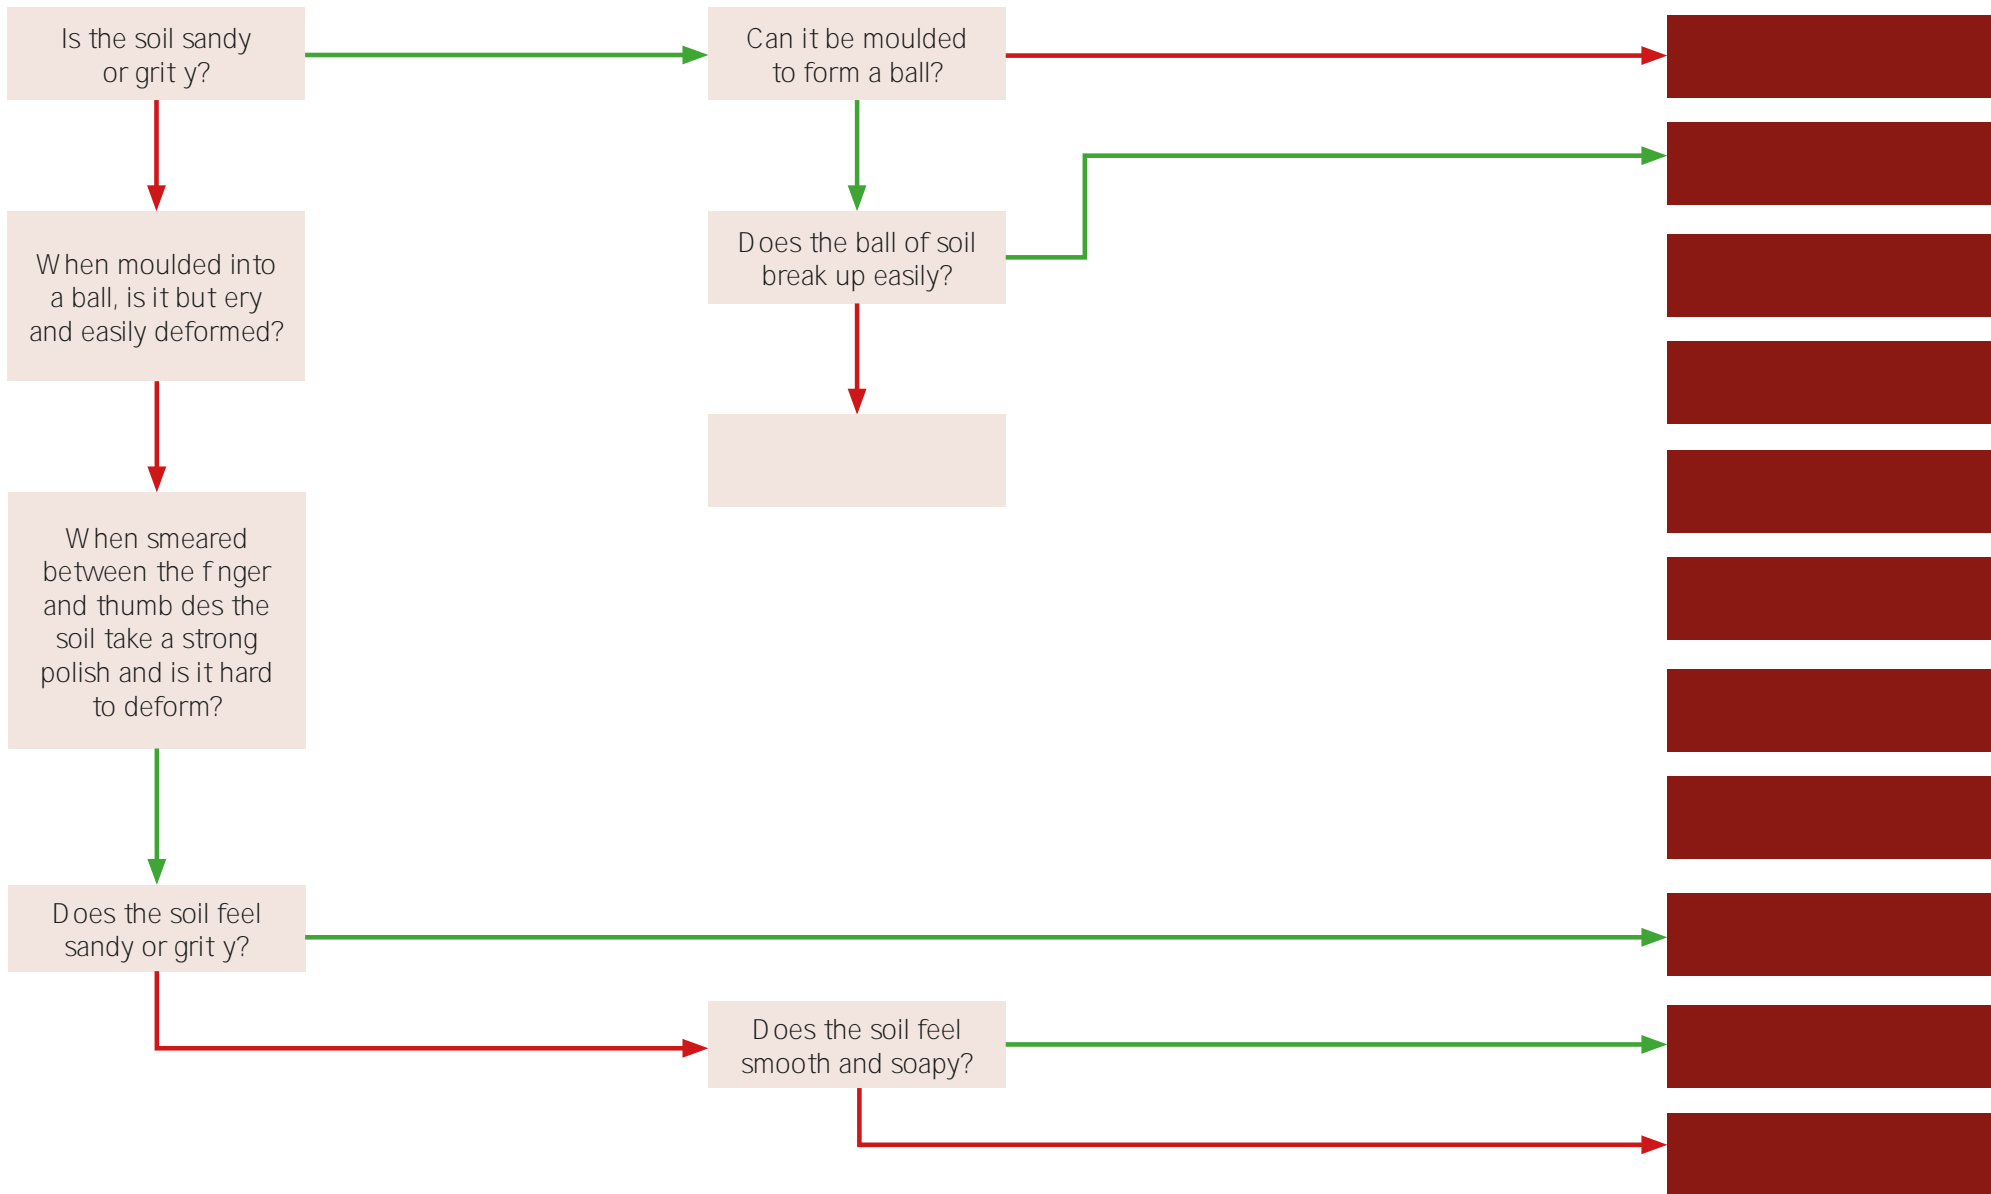 Is the soil sandy
or grit y?
Can it be moulded
to form a ball?
When moulded into
a ball, is it but ery
and easily deformed?
Does the ball of soil
break up easily?
When smeared
between the f nger
and thumb des the
soil take a strong
polish and is it hard
to deform?
Does the soil feel
sandy or grit y?
Does the soil feel
smooth and soapy?